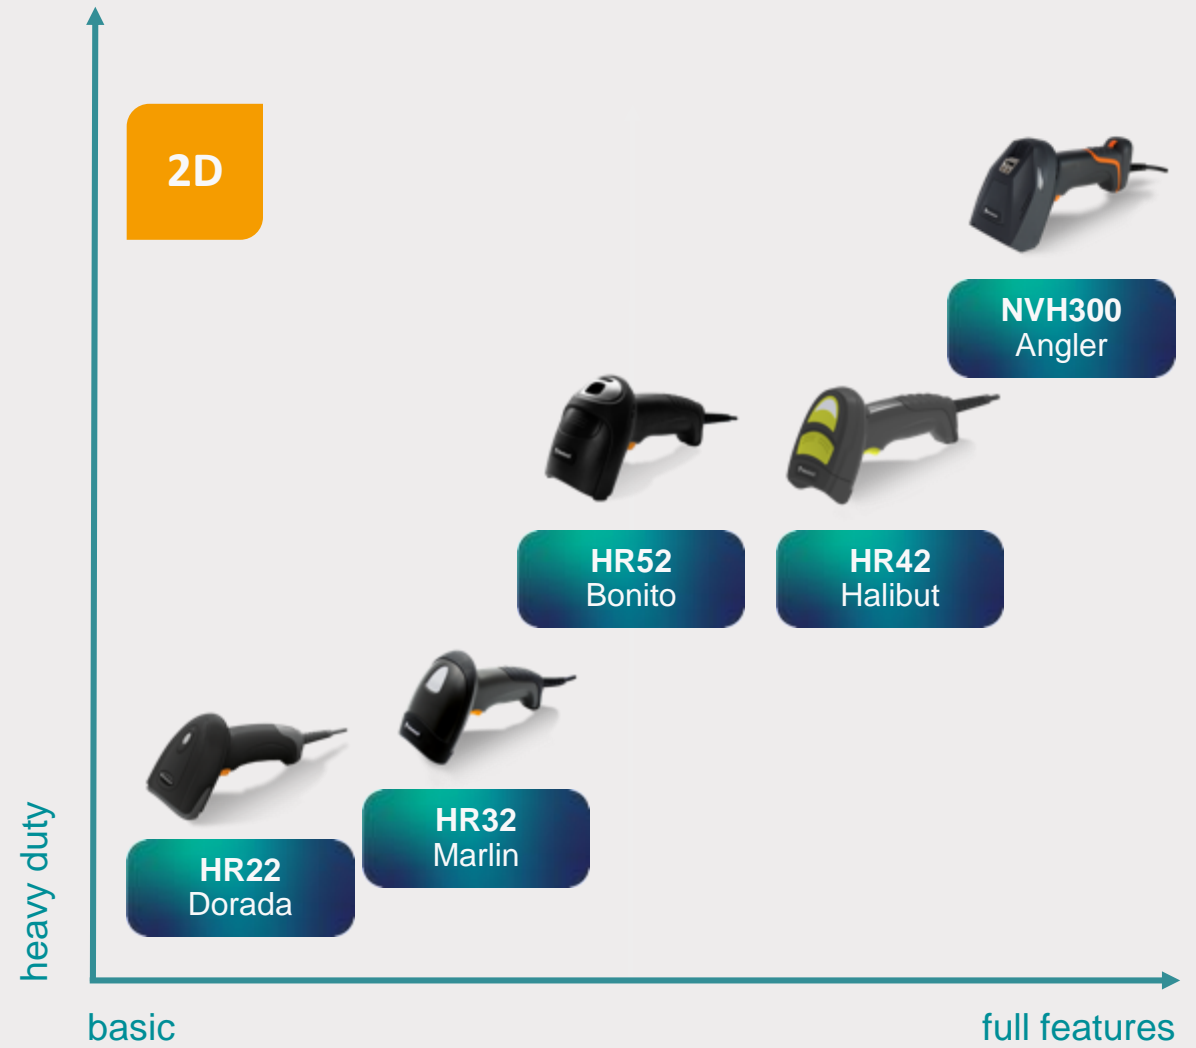 2D
NVH300
Angler
HR52
Bonito
HR42
Halibut
HR32
Marlin
HR22
Dorada
heavy duty
basic
full features